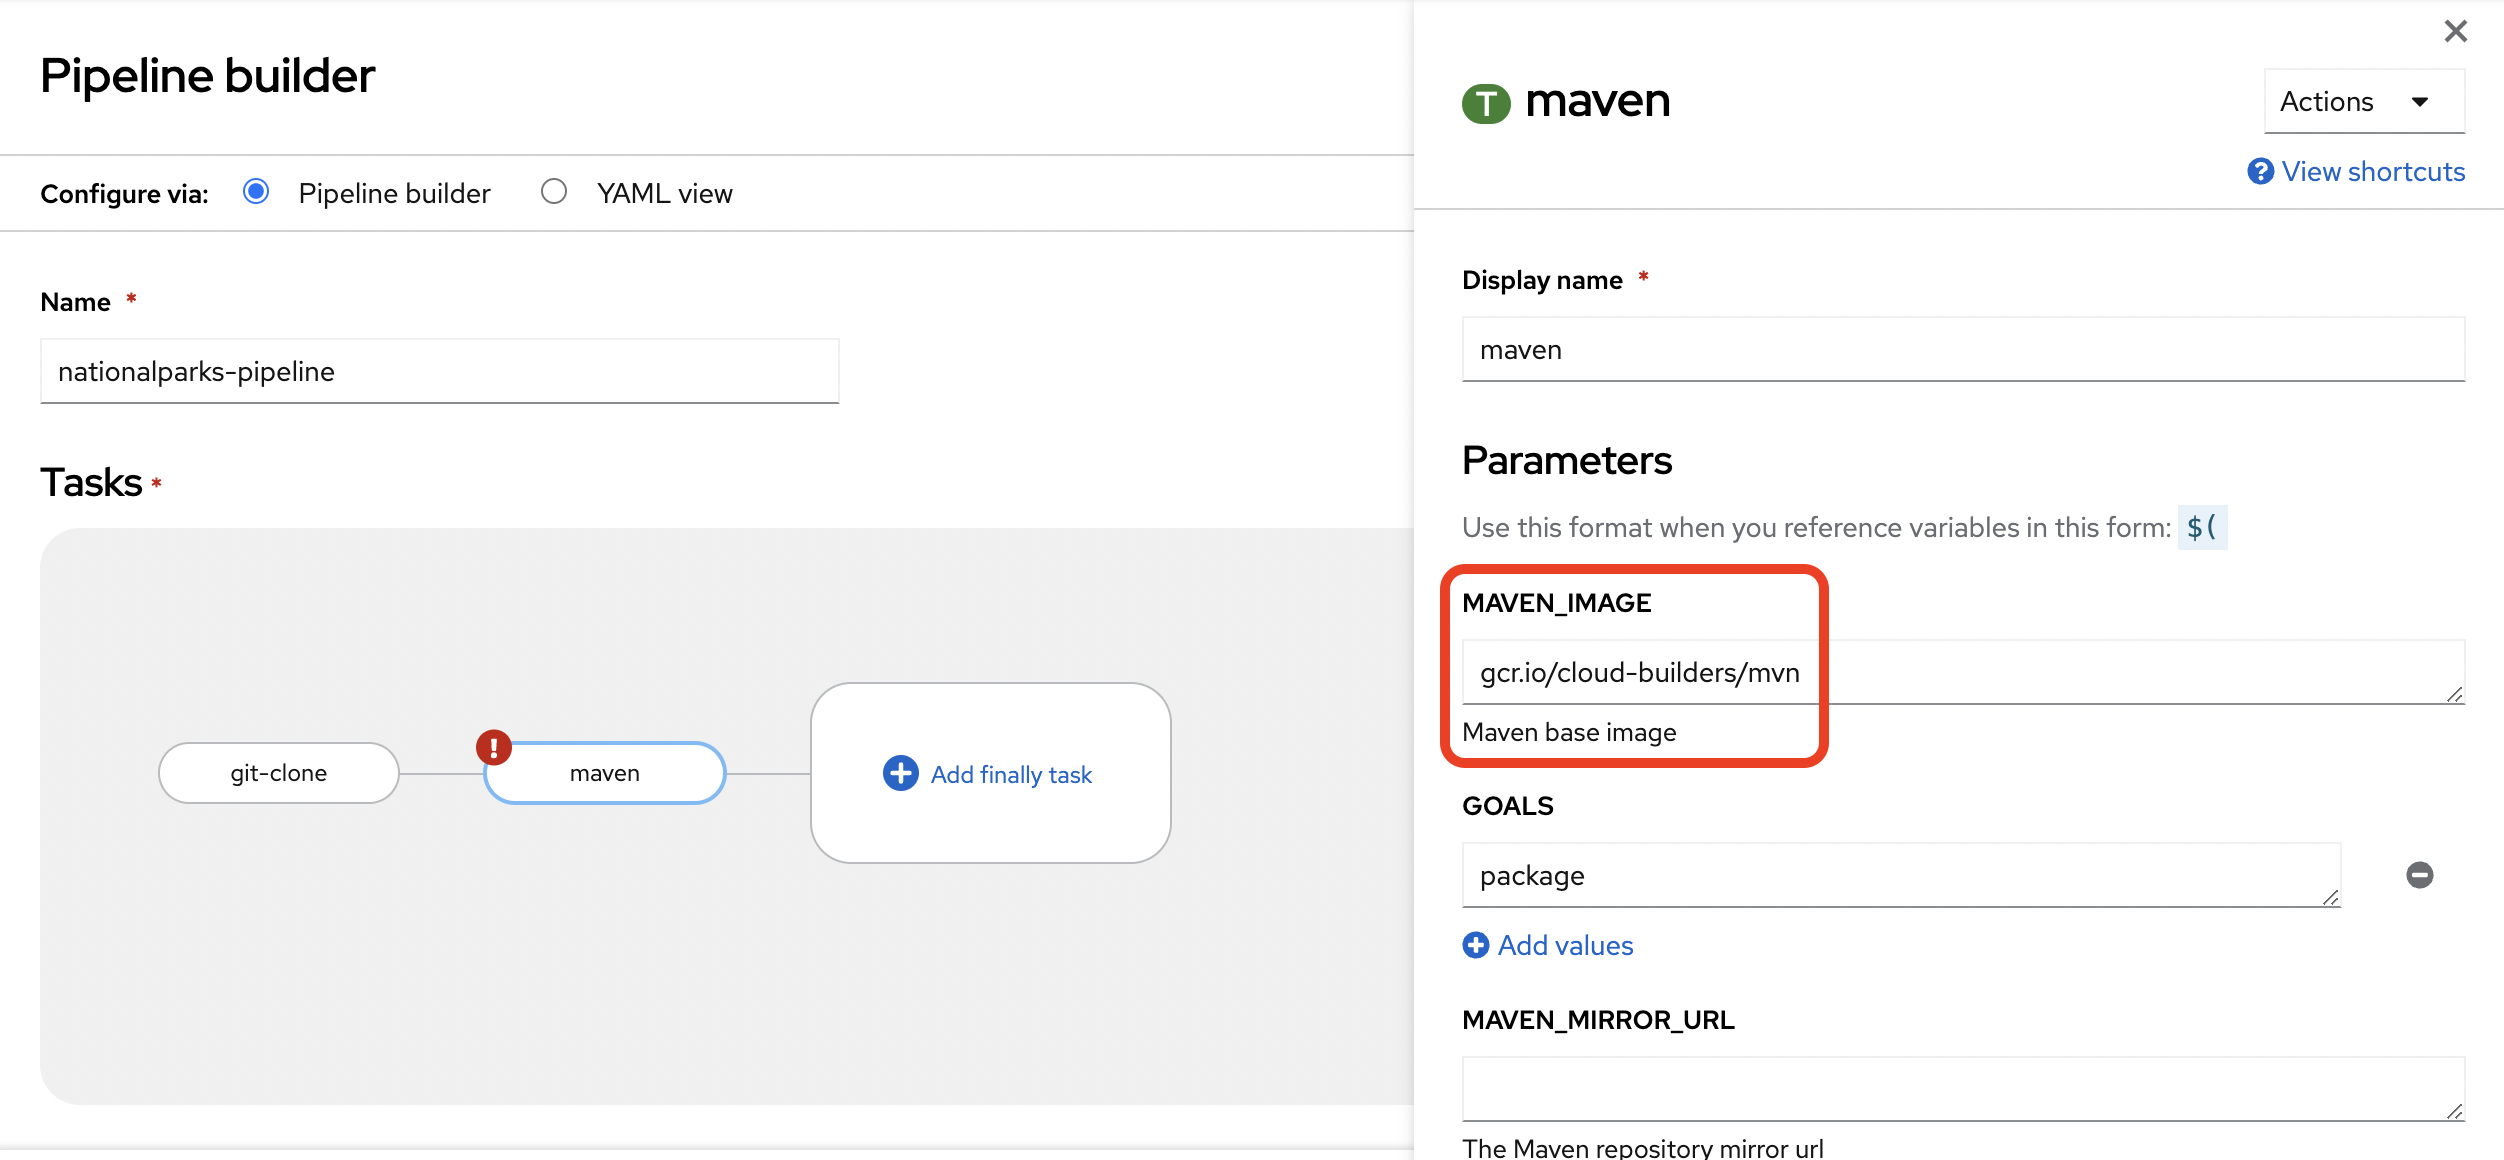 Pipeline builder
Configure via:
Pipeline builder
YAML view
Name *
nationalparks-pipeline
Tasks *
git-clone
!
maven
Add finally task
T maven
Actions
? View shortcuts
Display name *
maven
Parameters
Use this format when you reference variables in this form: $(
MAVEN_IMAGE
gcr.io/cloud-builders/mvn
Maven base image
GOALS
package
Add values
MAVEN_MIRROR_URL
The Maven repository mirror url